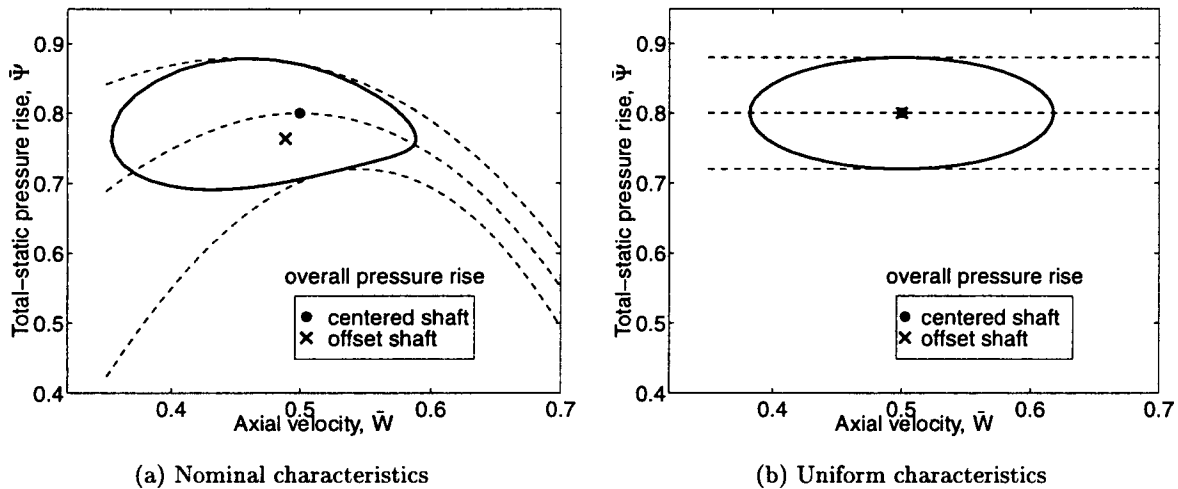 Total-static pressure rise, Ψ̄
0.9
0.8
0.7
0.6
0.5
0.4
overall pressure rise
centered shaft
offset shaft
0.4 0.5 0.6 0.7
Axial velocity, W̄
(a) Nominal characteristics
Total-static pressure rise, Ψ̄
0.9
0.8
0.7
0.6
0.5
0.4
overall pressure rise
centered shaft
offset shaft
0.4 0.5 0.6 0.7
Axial velocity, W̄
(b) Uniform characteristics